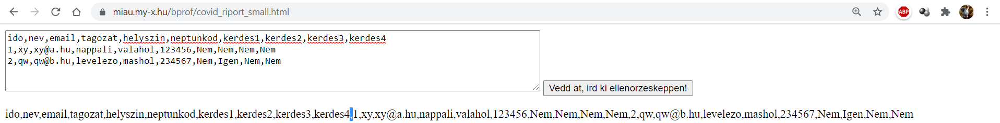 miau.my-x.hu/bprof/covid_riport_small.html
ABP
ido,nev,email,tagozat,helyszin,neptunkod,kerdes1,kerdes2,kerdes3,kerdes4
1,xy,xy@a.hu,nappali,valahol,123456,Nem,Nem,Nem,Nem
2,qw,qw@b.hu,levelezo,mashol,234567,Nem,Igen,Nem,Nem
Vedd at, ird ki ellenorzeskeppen!
ido,nev,email,tagozat,helyszin,neptunkod,kerdes1,kerdes2,kerdes3,kerdes4,1,xy,xy@a.hu,nappali,valahol,123456,Nem,Nem,Nem,Nem,2,qw,qw@b.hu,levelezo,mashol,234567,Nem,Igen,Nem,Nem